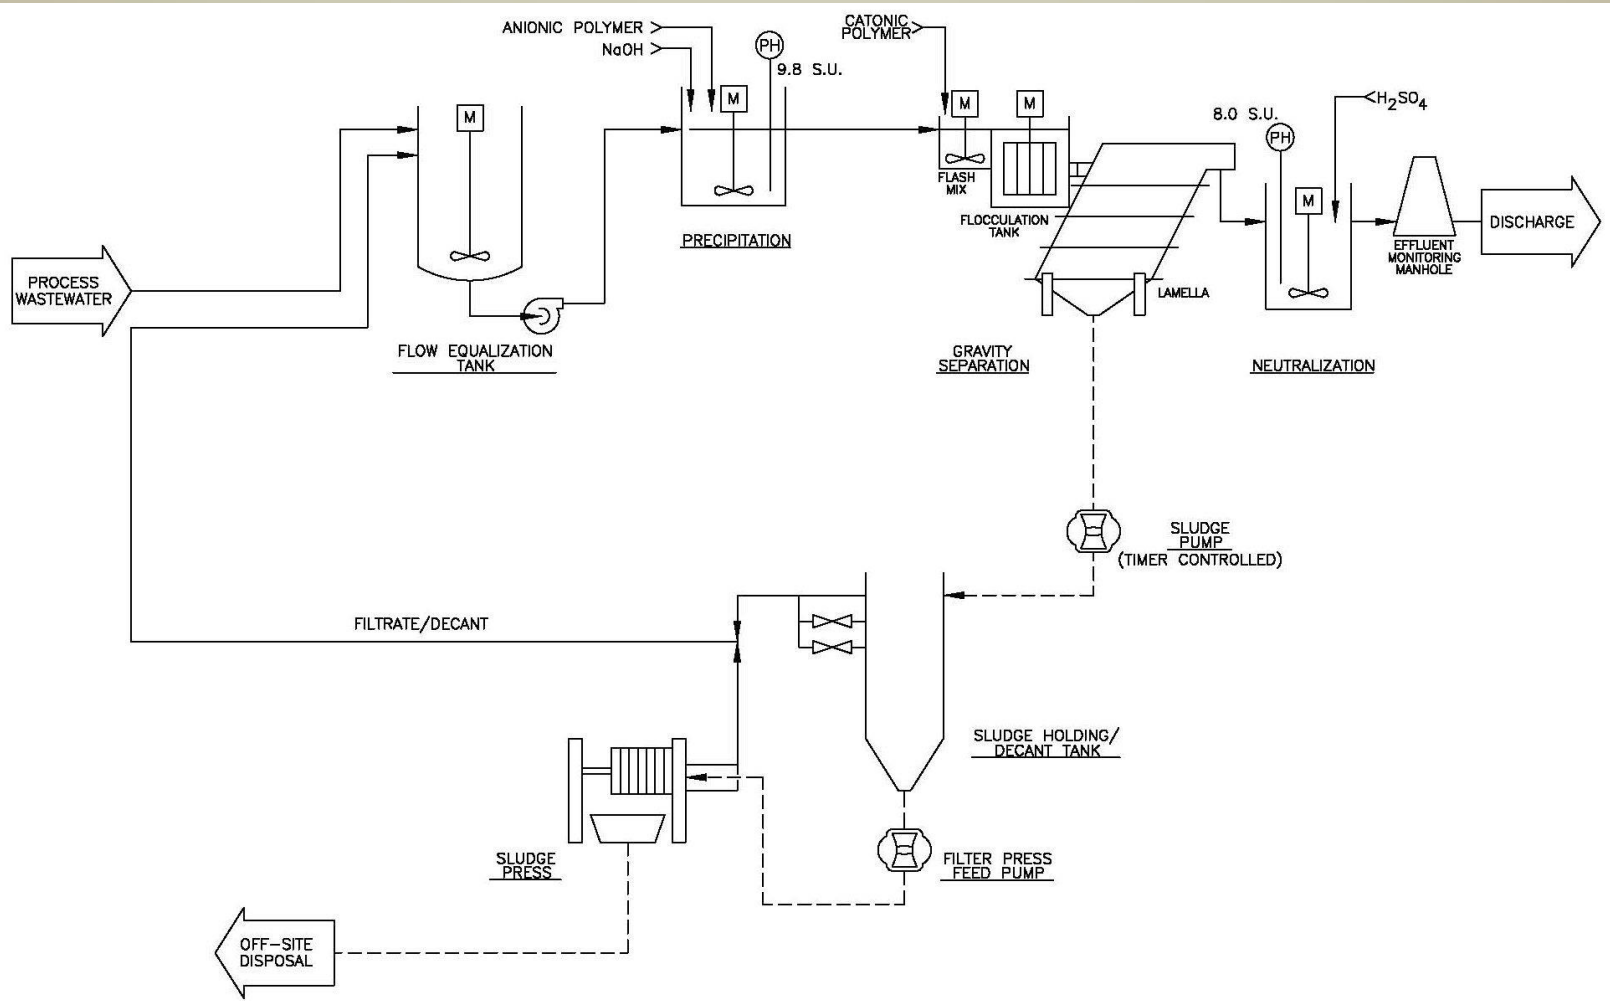 ANIONIC POLYMER
NaOH
PH
9.8 S.U.
M
CATONIC
POLYMER
M
M
M
PRECIPITATION
FLASH
MIX
FLOCCULATION
TANK
8.0 S.U.
PH
H2SO4
M
DISCHARGE
EFFLUENT
MONITORING
MANHOLE
LAMELLA
PROCESS
WASTEWATER
FLOW EQUALIZATION
TANK
GRAVITY
SEPARATION
NEUTRALIZATION
SLUDGE
PUMP
(TIMER CONTROLLED)
FILTRATE/DECANT
SLUDGE HOLDING/
DECANT TANK
SLUDGE
PRESS
FILTER PRESS
FEED PUMP
OFF-SITE
DISPOSAL